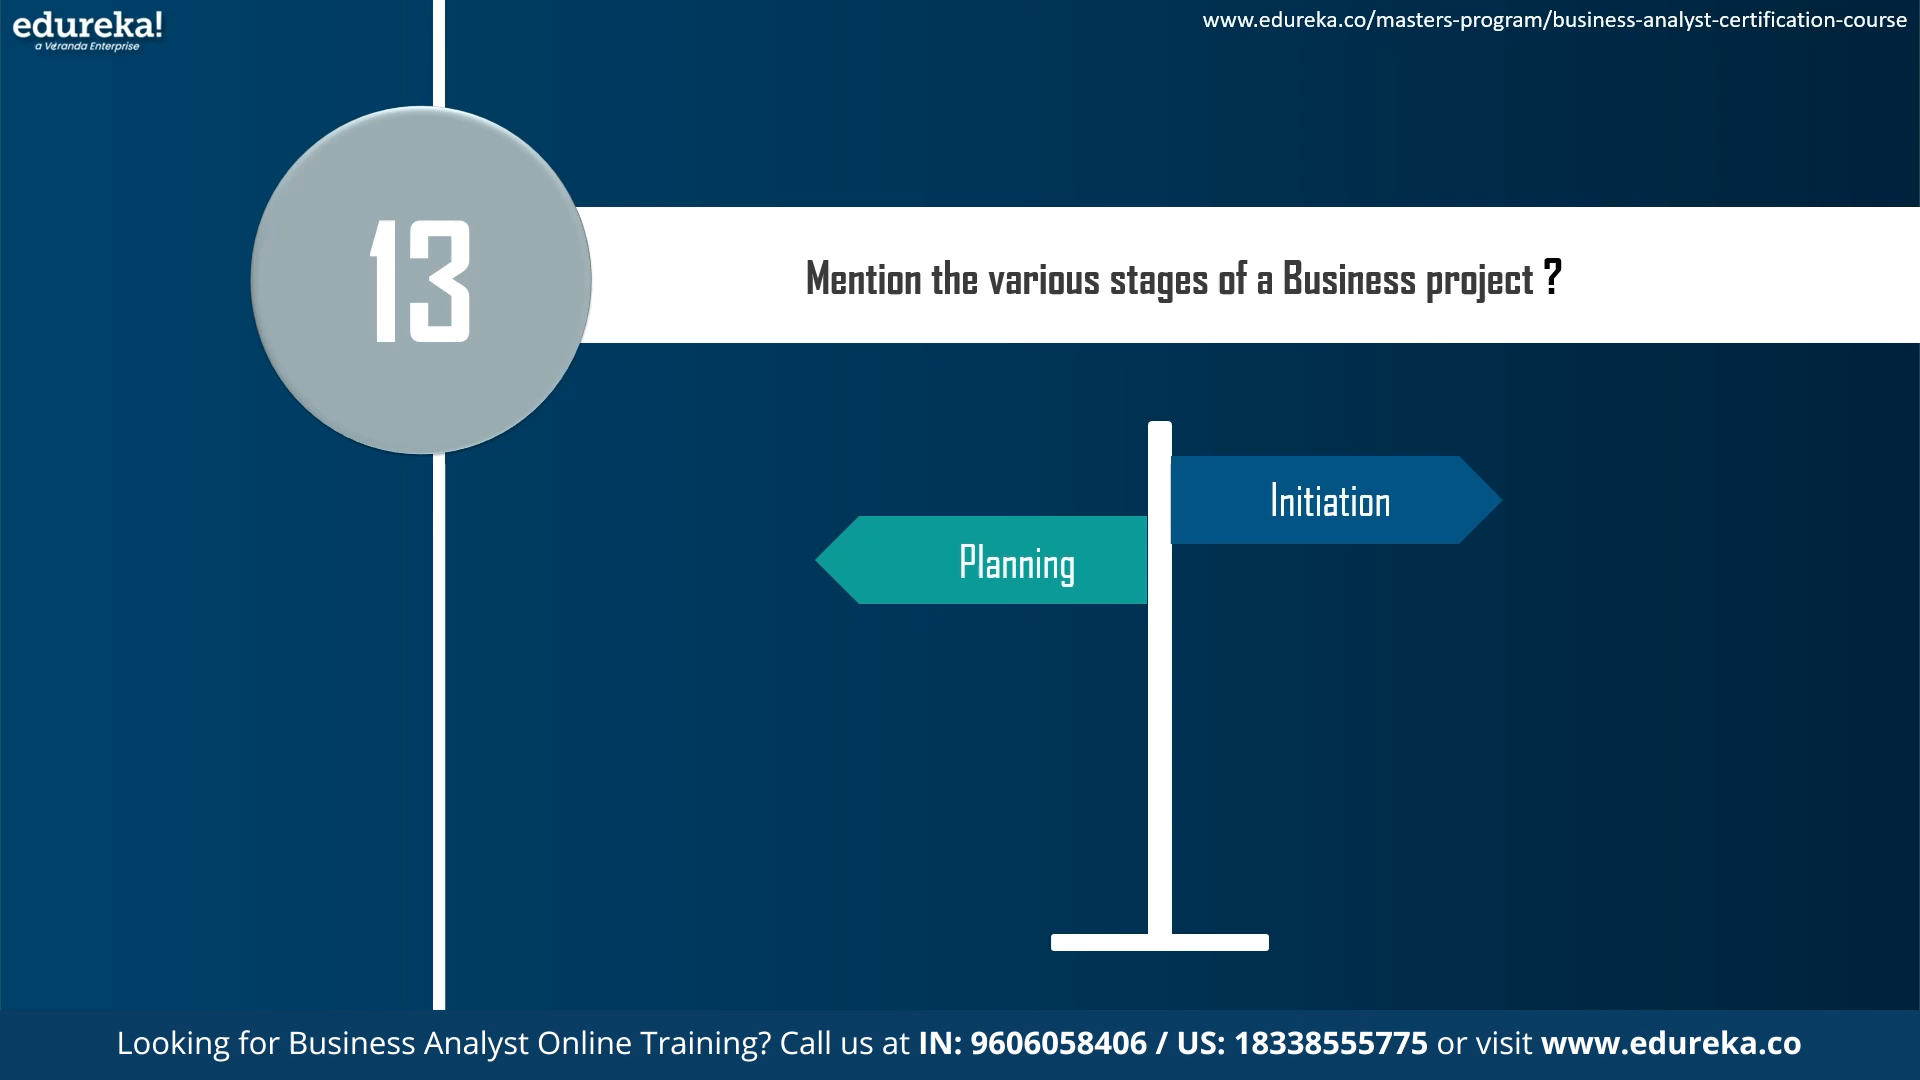 edureka!
a Veranda Enterprise
www.edureka.co/masters-program/business-analyst-certification-course
13
Mention the various stages of a Business project ?
Initiation
Planning
Looking for Business Analyst Online Training? Call us at IN: 9606058406 / US: 18338555775 or visit www.edureka.co